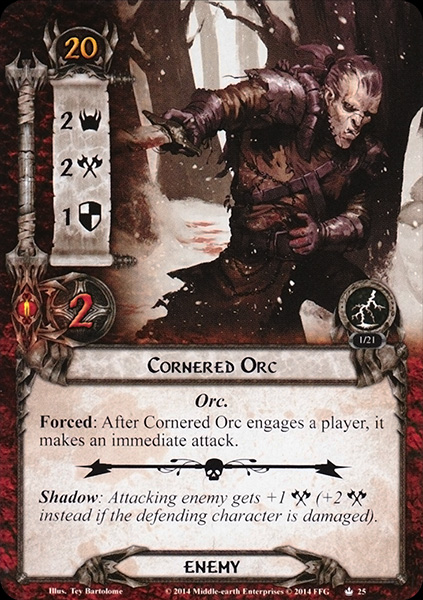 20
2
2
1
2
1/21
Cornered Orc
Orc.
Forced: After Cornered Orc engages a player, it
makes an immediate attack.
Shadow: Attacking enemy gets +1 (+2
instead if the defending character is damaged).
ENEMY
Illus. Tey Bartolome © 2014 Middle-earth Enterprises © 2014 FFG 25